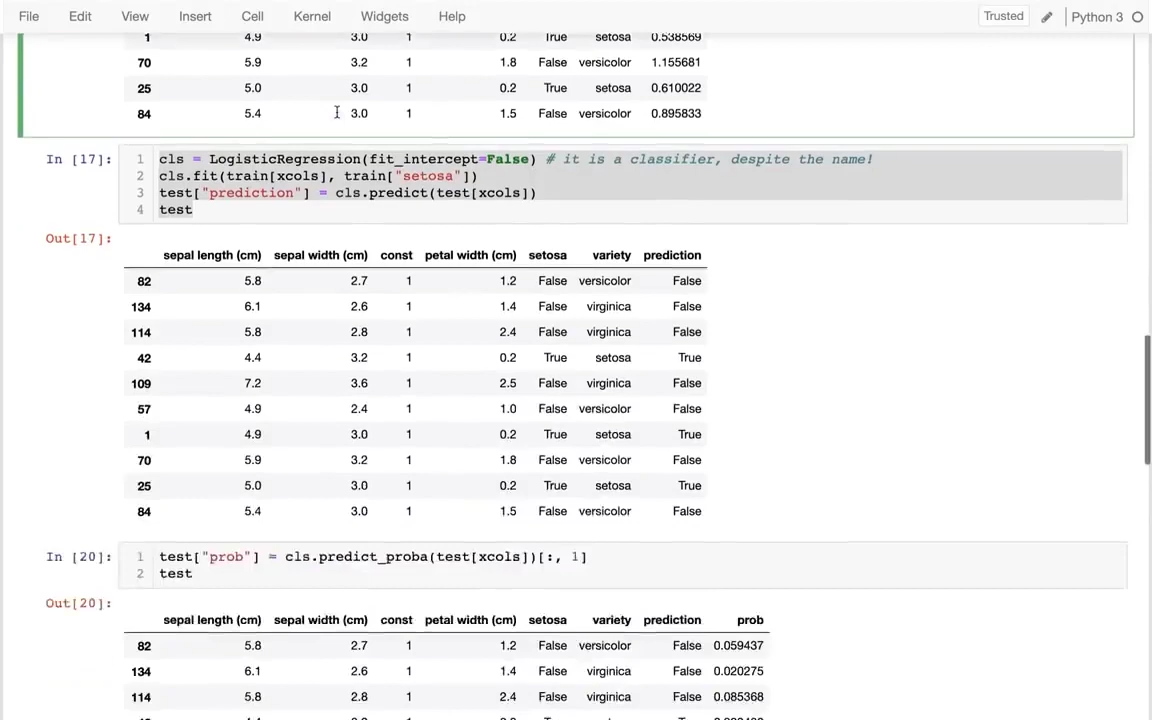 File Edit View Insert Cell Kernel Widgets Help Trusted Python 3
1 4.9 3.0 1 0.2 True setosa 0.538569
70 5.9 3.2 1 1.8 False versicolor 1.155681
25 5.0 3.0 1 0.2 True setosa 0.610022
84 5.4 3.0 1 1.5 False versicolor 0.895833
In [17]: 1 cls = LogisticRegression(fit_intercept=False) # it is a classifier, despite the name!
2 cls.fit(train[xcols], train["setosa"])
3 test["prediction"] = cls.predict(test[xcols])
4 test
Out[17]:
sepal length (cm) sepal width (cm) const petal width (cm) setosa variety prediction
82 5.8 2.7 1 1.2 False versicolor False
134 6.1 2.6 1 1.4 False virginica False
114 5.8 2.8 1 2.4 False virginica False
42 4.4 3.2 1 0.2 True setosa True
109 7.2 3.6 1 2.5 False virginica False
57 4.9 2.4 1 1.0 False versicolor False
1 4.9 3.0 1 0.2 True setosa True
70 5.9 3.2 1 1.8 False versicolor False
25 5.0 3.0 1 0.2 True setosa True
84 5.4 3.0 1 1.5 False versicolor False
In [20]: 1 test["prob"] = cls.predict_proba(test[xcols])[:, 1]
2 test
Out[20]:
sepal length (cm) sepal width (cm) const petal width (cm) setosa variety prediction prob
82 5.8 2.7 1 1.2 False versicolor False 0.059437
134 6.1 2.6 1 1.4 False virginica False 0.020275
114 5.8 2.8 1 2.4 False virginica False 0.085368